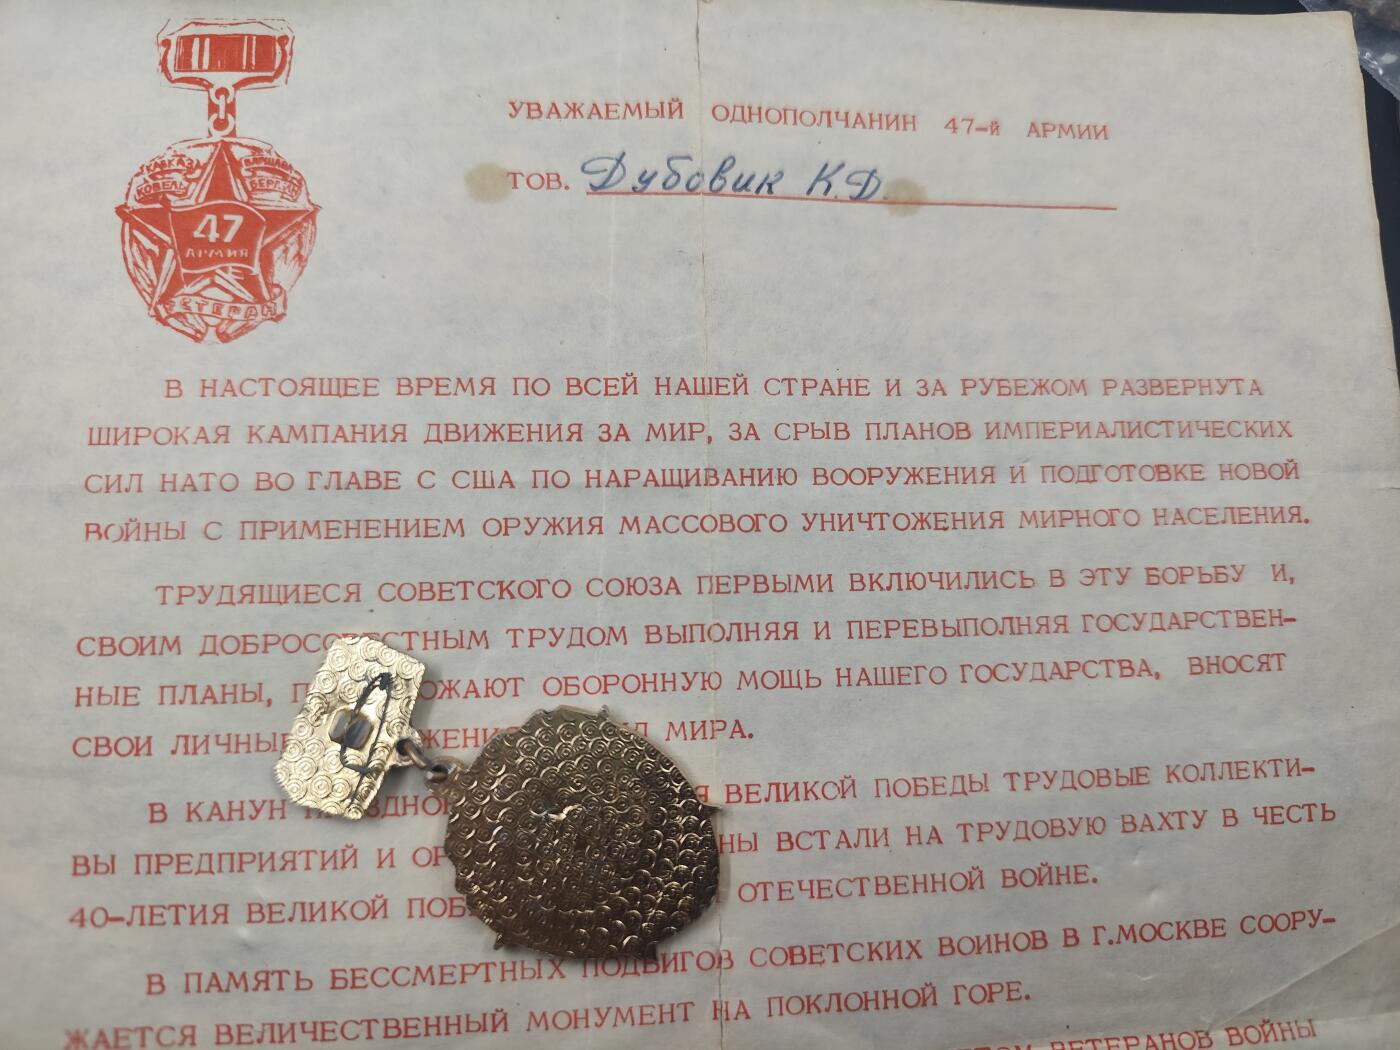 КАВКАЗ ВАРШАВА
КОВЕЛЬ БЕРЛИН
47
АРМИЯ
ВЕТЕРАН
УВАЖАЕМЫЙ ОДНОПОЛЧАНИН 47-й АРМИИ
ТОВ. Дубовик К.Д.
В НАСТОЯЩЕЕ ВРЕМЯ ПО ВСЕЙ НАШЕЙ СТРАНЕ И ЗА РУБЕЖОМ РАЗВЕРНУТА
ШИРОКАЯ КАМПАНИЯ ДВИЖЕНИЯ ЗА МИР, ЗА СРЫВ ПЛАНОВ ИМПЕРИАЛИСТИЧЕСКИХ
СИЛ НАТО ВО ГЛАВЕ С США ПО НАРАЩИВАНИЮ ВООРУЖЕНИЯ И ПОДГОТОВКЕ НОВОЙ
ВОЙНЫ С ПРИМЕНЕНИЕМ ОРУЖИЯ МАССОВОГО УНИЧТОЖЕНИЯ МИРНОГО НАСЕЛЕНИЯ.
ТРУДЯЩИЕСЯ СОВЕТСКОГО СОЮЗА ПЕРВЫМИ ВКЛЮЧИЛИСЬ В ЭТУ БОРЬБУ И,
СВОИМ ДОБРОСОВЕСТНЫМ ТРУДОМ ВЫПОЛНЯЯ И ПЕРЕВЫПОЛНЯЯ ГОСУДАРСТВЕН-
НЫЕ ПЛАНЫ, ОБОРОННУЮ МОЩЬ НАШЕГО ГОСУДАРСТВА, ВНОСЯТ
СВОИ ЛИЧНЫЕ МИРА.
В КАНУН ВЕЛИКОЙ ПОБЕДЫ ТРУДОВЫЕ КОЛЛЕКТИ-
ВЫ ПРЕДПРИЯТИЙ И ВСТАЛИ НА ТРУДОВУЮ ВАХТУ В ЧЕСТЬ
40-ЛЕТИЯ ВЕЛИКОЙ ОТЕЧЕСТВЕННОЙ ВОЙНЕ.
В ПАМЯТЬ БЕССМЕРТНЫХ ПОДВИГОВ СОВЕТСКИХ ВОИНОВ В Г.МОСКВЕ СООРУ-
ЖАЕТСЯ ВЕЛИЧЕСТВЕННЫЙ МОНУМЕНТ НА ПОКЛОННОЙ ГОРЕ.
ВЕТЕРАНОВ ВОЙНЫ